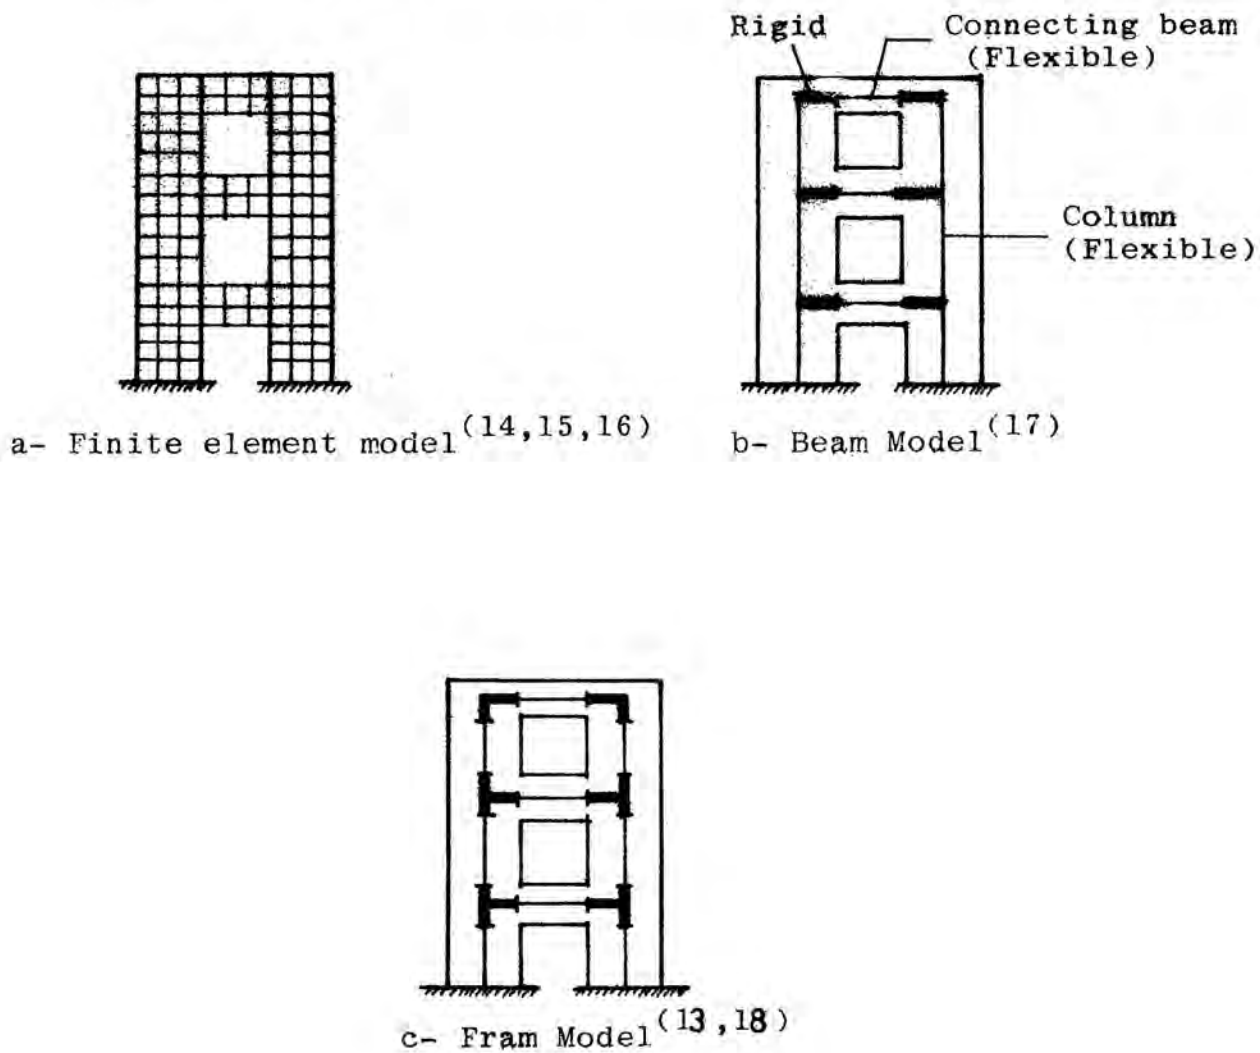 Rigid
Connecting beam
(Flexible)
Column
(Flexible)
a- Finite element model(14,15,16)
b- Beam Model(17)
c- Fram Model(13,18)